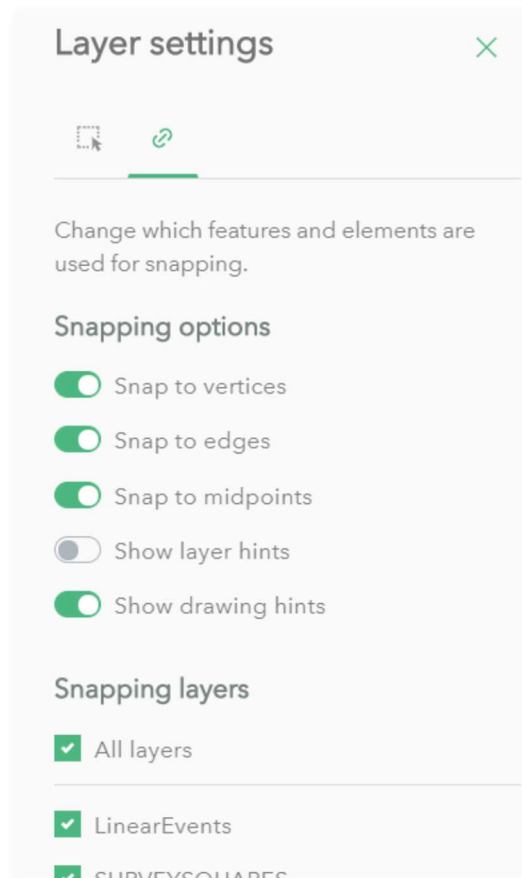 Layer settings
Change which features and elements are
used for snapping.
Snapping options
Snap to vertices
Snap to edges
Snap to midpoints
Show layer hints
Show drawing hints
Snapping layers
All layers
LinearEvents
SURVEYSQUARES